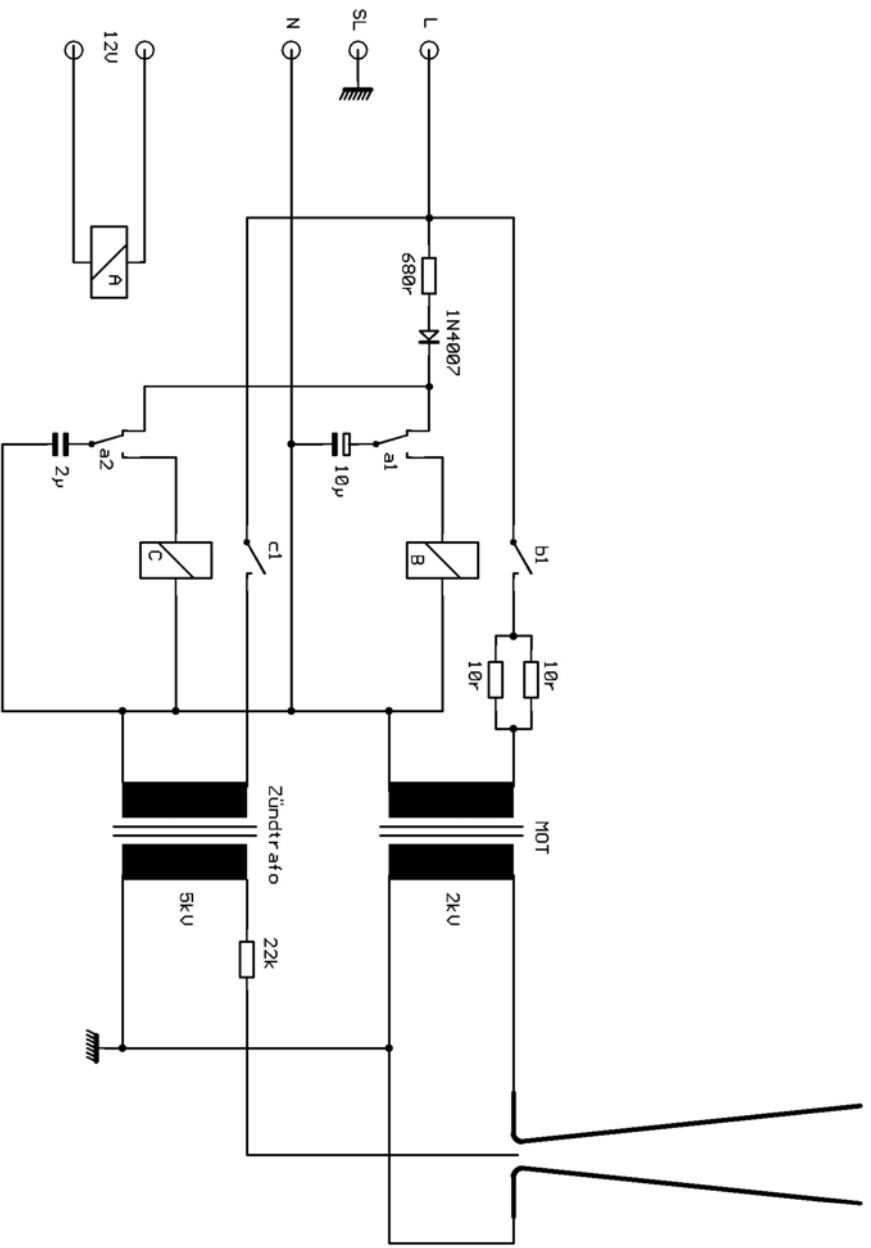 b1
10r
MOT
10r
1N4007
2kV
L
B
680r
a1
SL
10µ
N
c1
Zündtrafo
22k
5kV
C
A
12V
a2
2µ